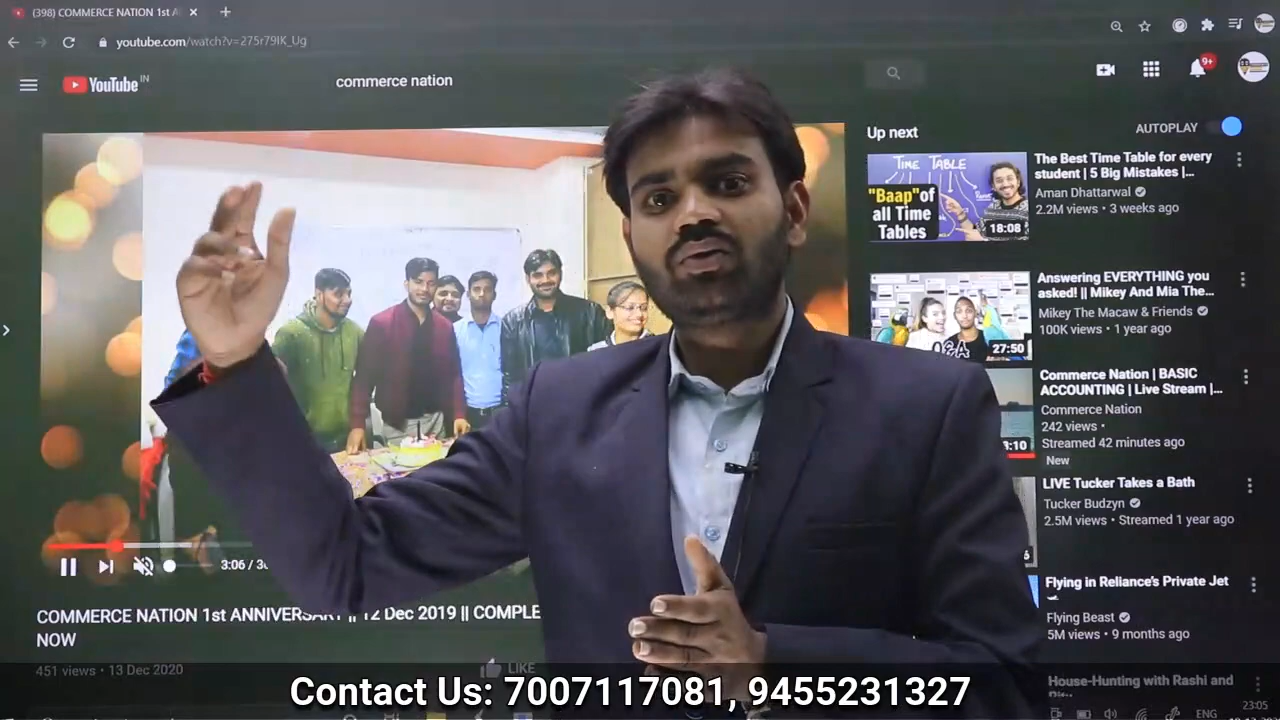 (398) COMMERCE NATION 1st A
youtube.com/watch?v=275r79IK_Ug
YouTube IN
commerce nation
9+
Up next
AUTOPLAY
TIME TABLE
"Baap" of
all Time
Tables
18:08
The Best Time Table for every
student | 5 Big Mistakes |...
Aman Dhattarwal
2.2M views • 3 weeks ago
27:50
Answering EVERYTHING you
asked! || Mikey And Mia The...
Mikey The Macaw & Friends
100K views • 1 year ago
Commerce Nation | BASIC
ACCOUNTING | Live Stream |...
Commerce Nation
242 views •
Streamed 42 minutes ago
New
LIVE Tucker Takes a Bath
Tucker Budzyn
2.5M views • Streamed 1 year ago
Flying in Reliance's Private Jet
Flying Beast
5M views • 9 months ago
House-Hunting with Rashi and
3:06 /
COMMERCE NATION 1st ANNIVERSARY || 12 Dec 2019 || COMPLE
NOW
451 views • 13 Dec 2020
LIKE
Contact Us: 7007117081, 9455231327
23:05
ENG